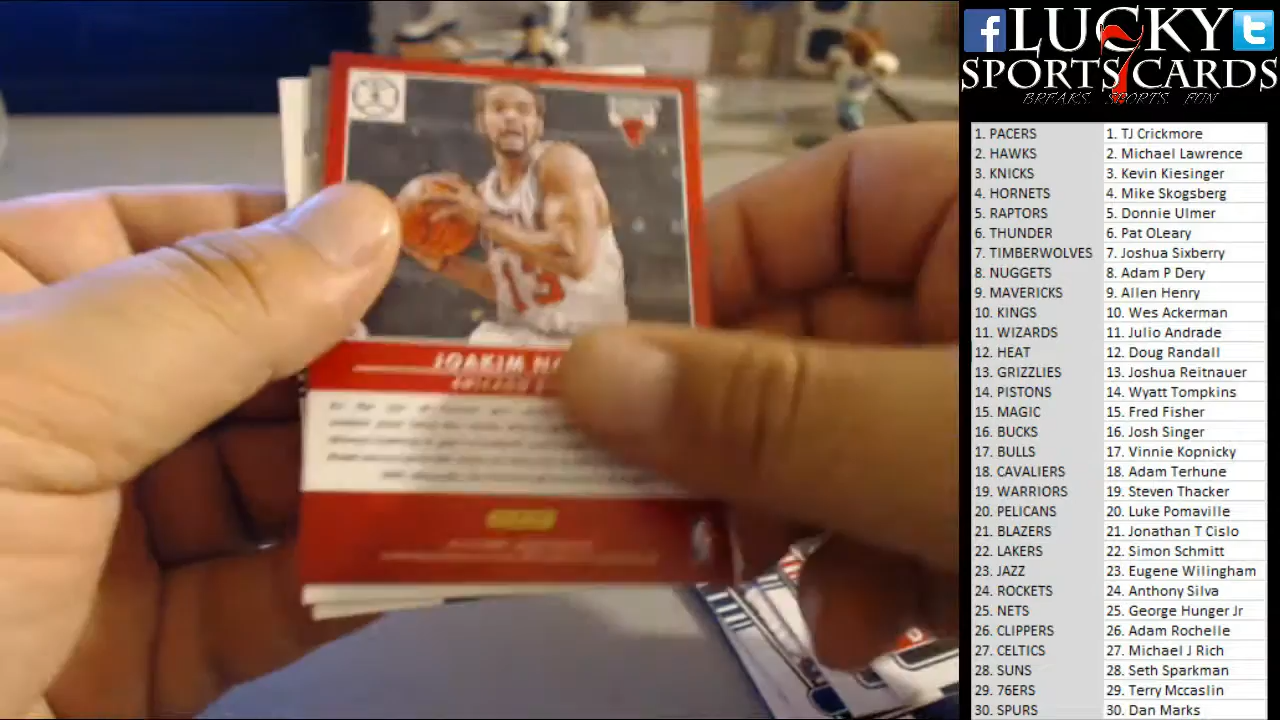 LUCKY
7
SPORTS CARDS
BREAKS SPORTS FUN
1. PACERS 1. TJ Crickmore
2. HAWKS 2. Michael Lawrence
3. KNICKS 3. Kevin Kiesinger
4. HORNETS 4. Mike Skogsberg
5. RAPTORS 5. Donnie Ulmer
6. THUNDER 6. Pat OLeary
7. TIMBERWOLVES 7. Joshua Sixberry
8. NUGGETS 8. Adam P Dery
9. MAVERICKS 9. Allen Henry
10. KINGS 10. Wes Ackerman
11. WIZARDS 11. Julio Andrade
12. HEAT 12. Doug Randall
13. GRIZZLIES 13. Joshua Reitnauer
14. PISTONS 14. Wyatt Tompkins
15. MAGIC 15. Fred Fisher
16. BUCKS 16. Josh Singer
17. BULLS 17. Vinnie Kopnicky
18. CAVALIERS 18. Adam Terhune
19. WARRIORS 19. Steven Thacker
20. PELICANS 20. Luke Pomaville
21. BLAZERS 21. Jonathan T Cislo
22. LAKERS 22. Simon Schmitt
23. JAZZ 23. Eugene Wilingham
24. ROCKETS 24. Anthony Silva
25. NETS 25. George Hunger Jr
26. CLIPPERS 26. Adam Rochelle
27. CELTICS 27. Michael J Rich
28. SUNS 28. Seth Sparkman
29. 76ERS 29. Terry Mccaslin
30. SPURS 30. Dan Marks
13
JOAKIM